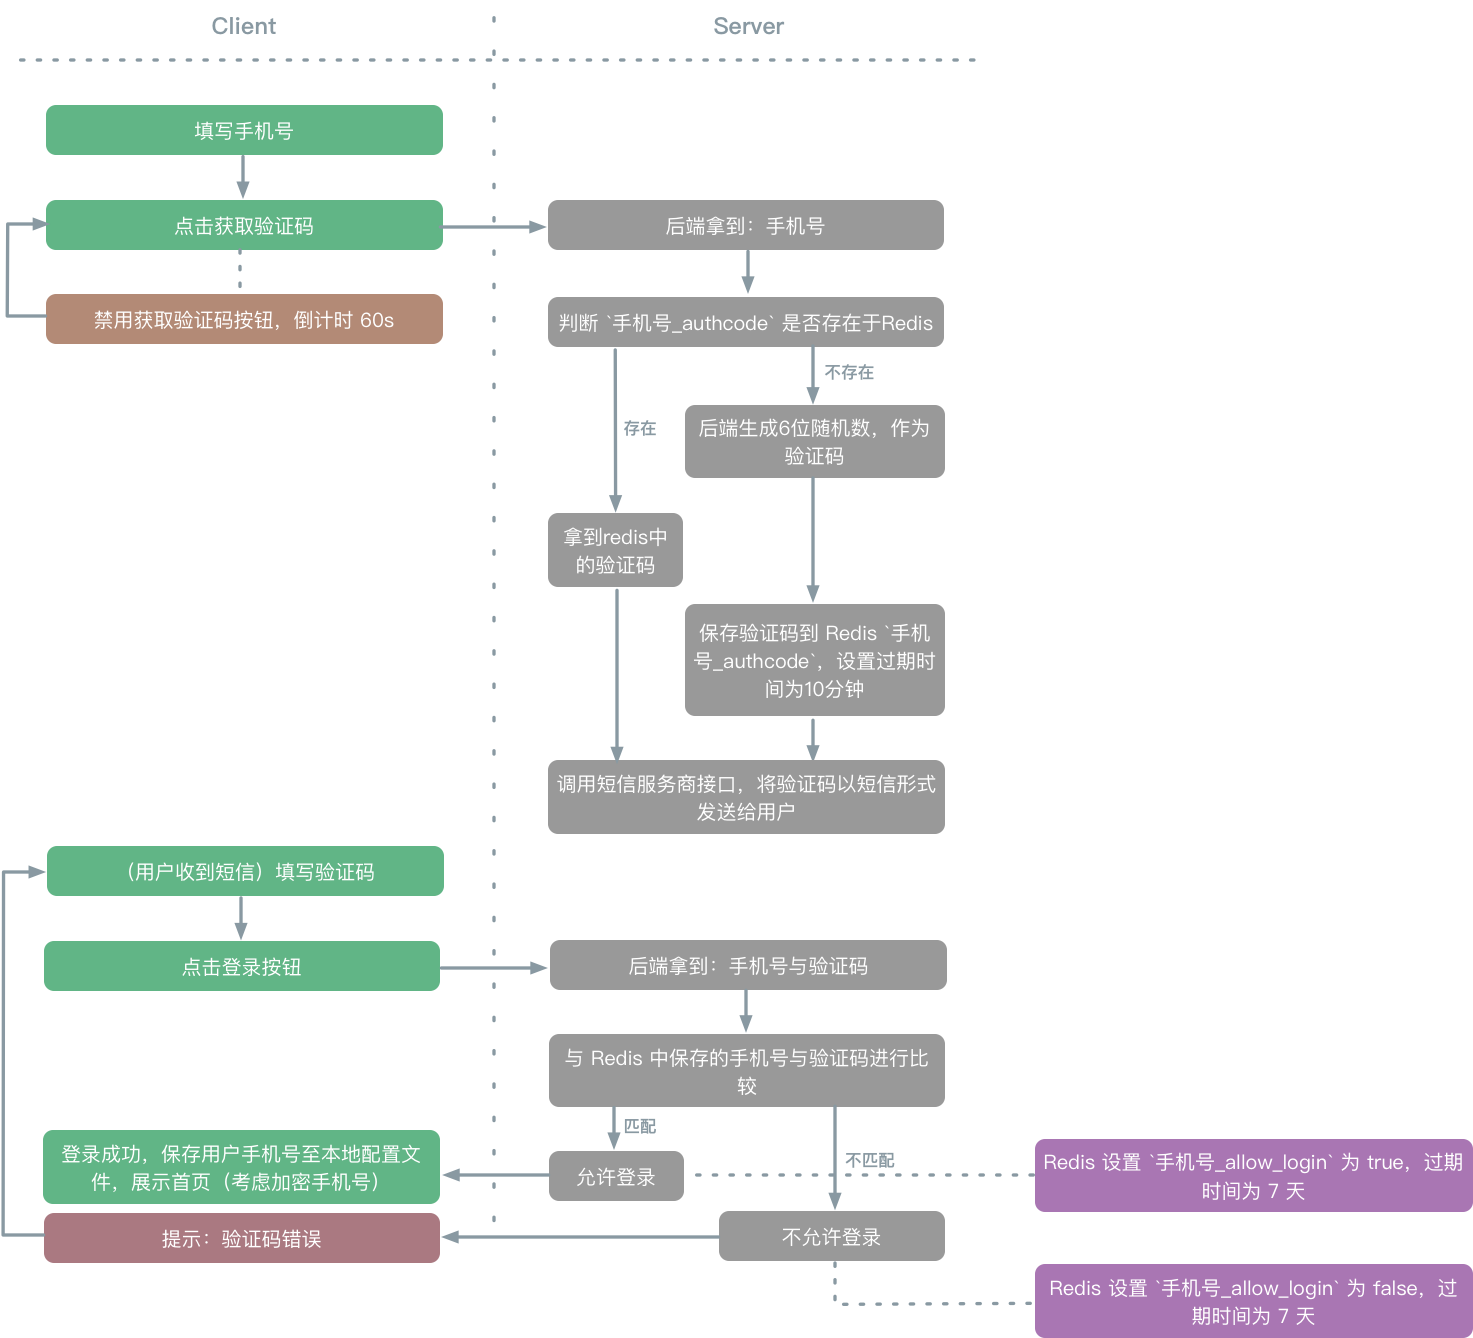 Client
Server
填写手机号
点击获取验证码
后端拿到：手机号
禁用获取验证码按钮，倒计时 60s
判断 `手机号_authcode` 是否存在于Redis
不存在
存在
后端生成6位随机数，作为
验证码
拿到redis中
的验证码
保存验证码到 Redis `手机
号_authcode`，设置过期时
间为10分钟
调用短信服务商接口，将验证码以短信形式
发送给用户
（用户收到短信）填写验证码
点击登录按钮
后端拿到：手机号与验证码
与 Redis 中保存的手机号与验证码进行比
较
匹配
不匹配
登录成功，保存用户手机号至本地配置文
件，展示首页（考虑加密手机号）
允许登录
Redis 设置 `手机号_allow_login` 为 true，过期
时间为 7 天
提示：验证码错误
不允许登录
Redis 设置 `手机号_allow_login` 为 false，过
期时间为 7 天